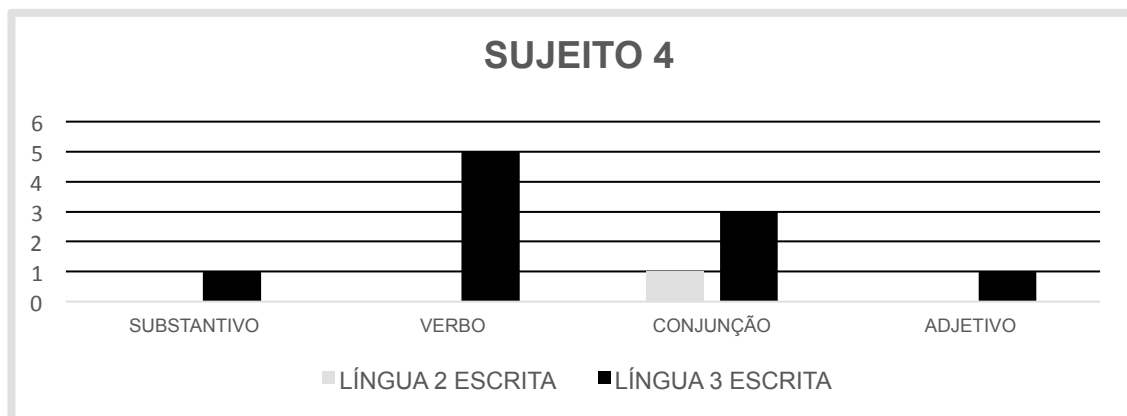 SUJEITO 4
6
5
4
3
2
1
0
SUBSTANTIVO VERBO CONJUNÇÃO ADJETIVO
LÍNGUA 2 ESCRITA LÍNGUA 3 ESCRITA